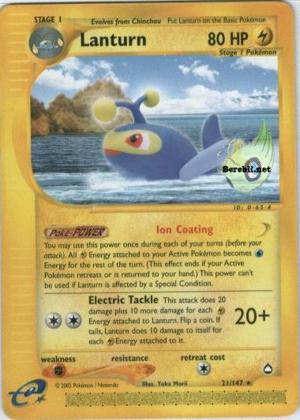 STAGE 1
Evolves from Chinchou Put Lanturn on the Basic Pokémon
Lanturn 80 HP
Stage 1 Pokémon
Serebii.net
Poké-POWER Ion Coating
You may use this power once during each of your turns (before your
attack). All Energy attached to your Active Pokémon becomes
Energy for the rest of the turn. (This effect ends if your Active
Pokémon retreats or is returned to your hand.) This power can't
be used if Lanturn is affected by a Special Condition.
Electric Tackle This attack does 20
damage plus 10 more damage for each
Energy attached to Lanturn. Flip a coin. If
tails, Lanturn does 10 damage to itself for
each Energy attached to Lanturn.
20+
weakness resistance retreat cost
e ©2002 Pokémon / Nintendo Illus. Yuka Morii 21/147 ★